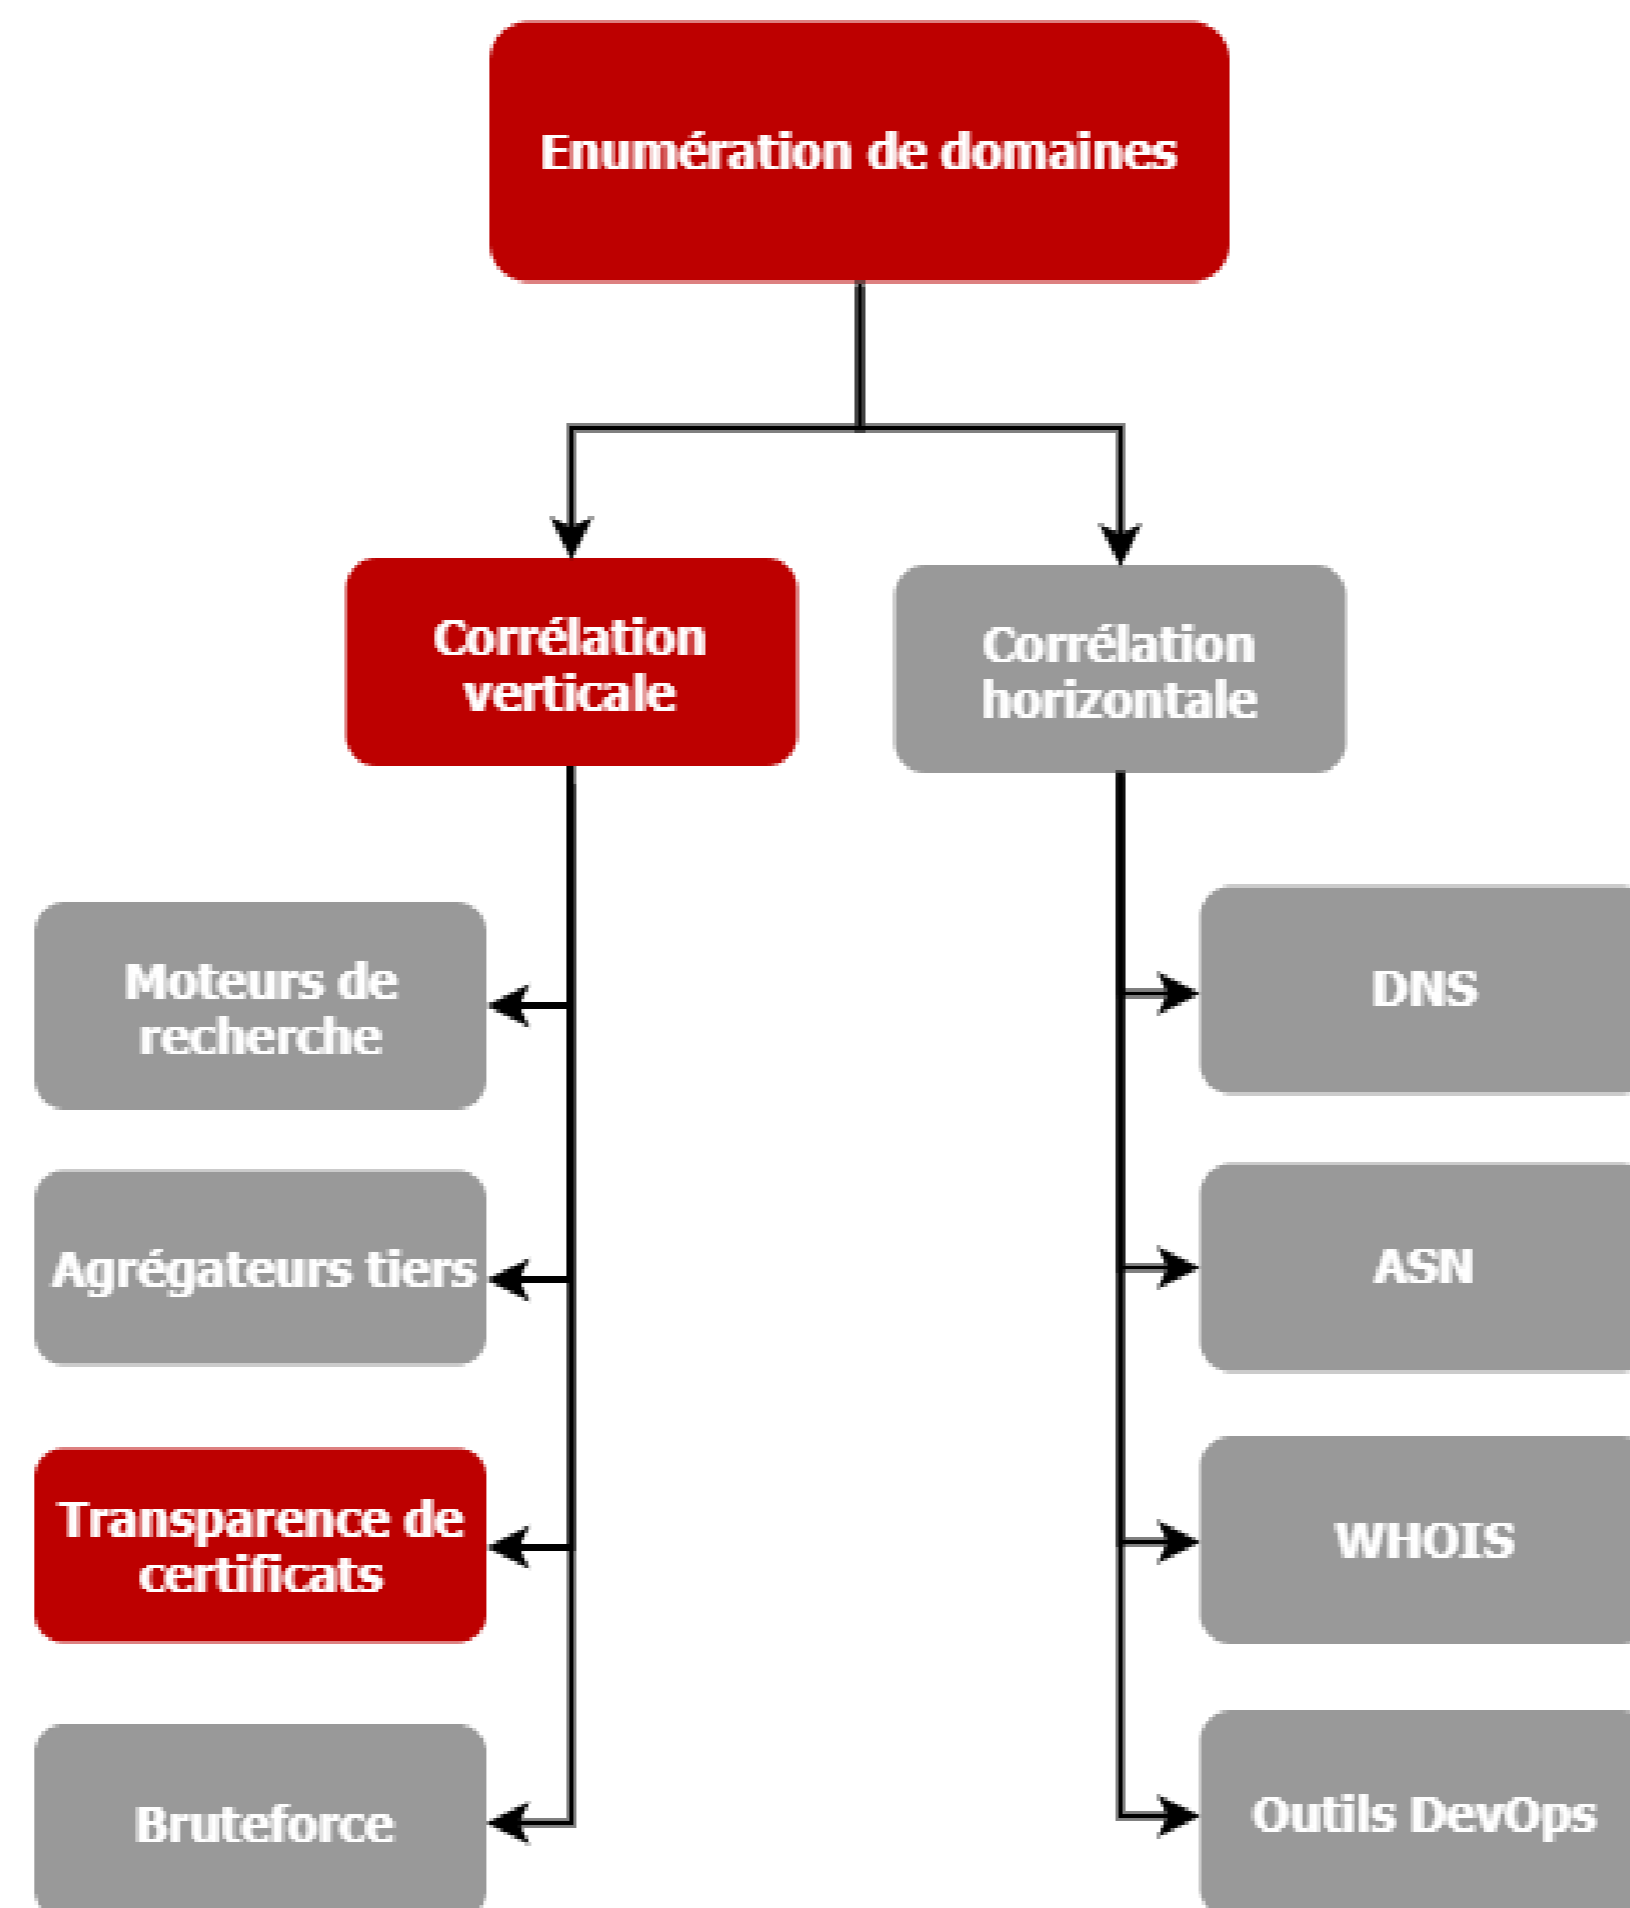 Enumération de domaines
Corrélation
verticale
Corrélation
horizontale
Moteurs de
recherche
Agrégateurs tiers
Transparence de
certificats
Bruteforce
DNS
ASN
WHOIS
Outils DevOps